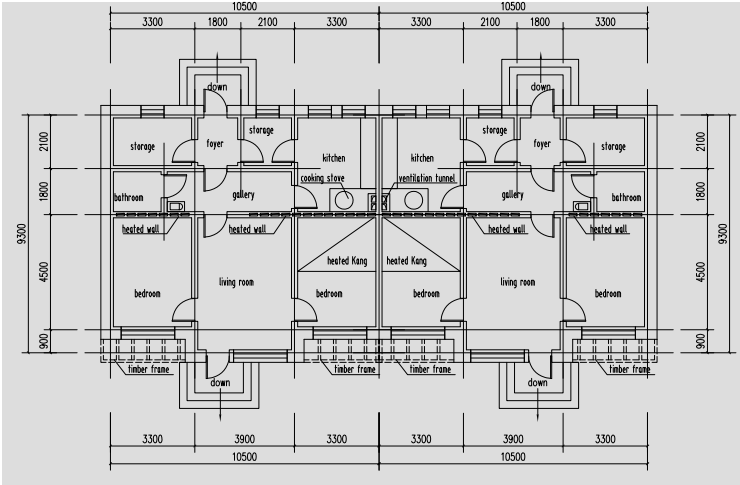 10500 10500
3300 1800 2100 3300 3300 2100 1800 3300
down down
2100 storage foyer storage kitchen kitchen storage foyer storage 2100
cooking stove ventilation tunnel
1800 bathroom gallery gallery bathroom 1800
heated wall heated wall heated wall heated wall
9300 9300
4500 heated Kang heated Kang 4500
living room living room
bedroom bedroom bedroom bedroom
900 900
timber frame timber frame timber frame timber frame
down down
3300 3900 3300 3300 3900 3300
10500 10500